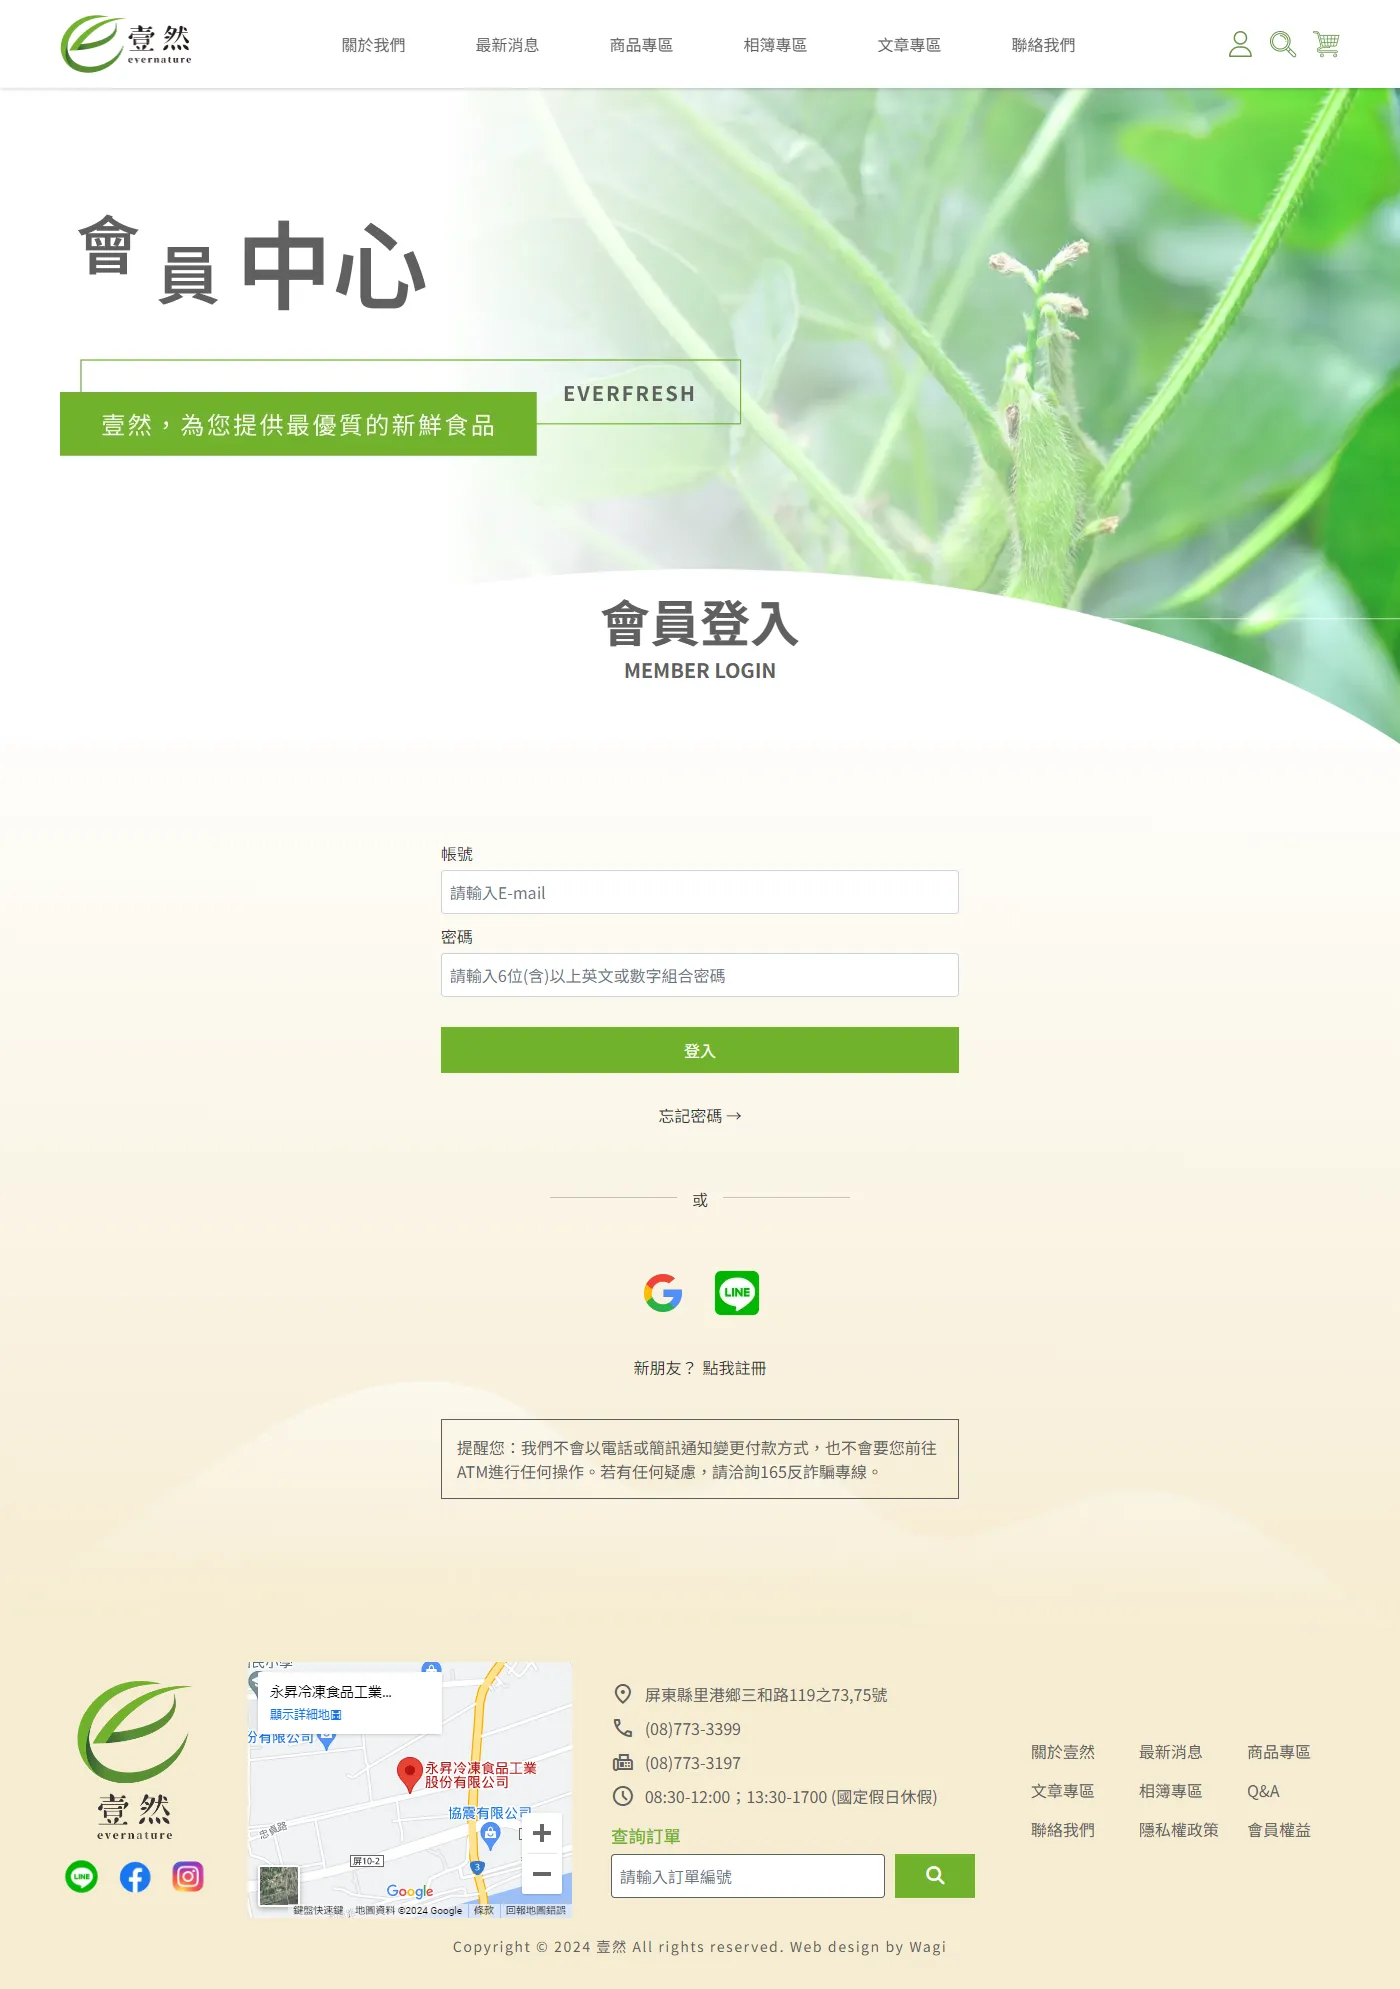 壹然
evernature
關於我們
最新消息
商品專區
相簿專區
文章專區
聯絡我們
會員中心
EVERFRESH
壹然，為您提供最優質的新鮮食品
會員登入
MEMBER LOGIN
帳號
請輸入E-mail
密碼
請輸入6位(含)以上英文或數字組合密碼
登入
忘記密碼 →
或
LINE
新朋友？ 點我註冊
提醒您：我們不會以電話或簡訊通知變更付款方式，也不會要您前往
ATM進行任何操作。若有任何疑慮，請洽詢165反詐騙專線。
壹然
evernature
LINE
永昇冷凍食品工業...
顯示詳細地圖
份有限公司
永昇冷凍食品工業
股份有限公司
協震有限公司
忠貞路
屏10-2
3
Google
鍵盤快速鍵
地圖資料 ©2024 Google
條款
回報地圖錯誤
屏東縣里港鄉三和路119之73,75號
(08)773-3399
(08)773-3197
08:30-12:00；13:30-1700 (國定假日休假)
查詢訂單
請輸入訂單編號
關於壹然
最新消息
商品專區
文章專區
相簿專區
Q&A
聯絡我們
隱私權政策
會員權益
Copyright © 2024 壹然 All rights reserved. Web design by Wagi